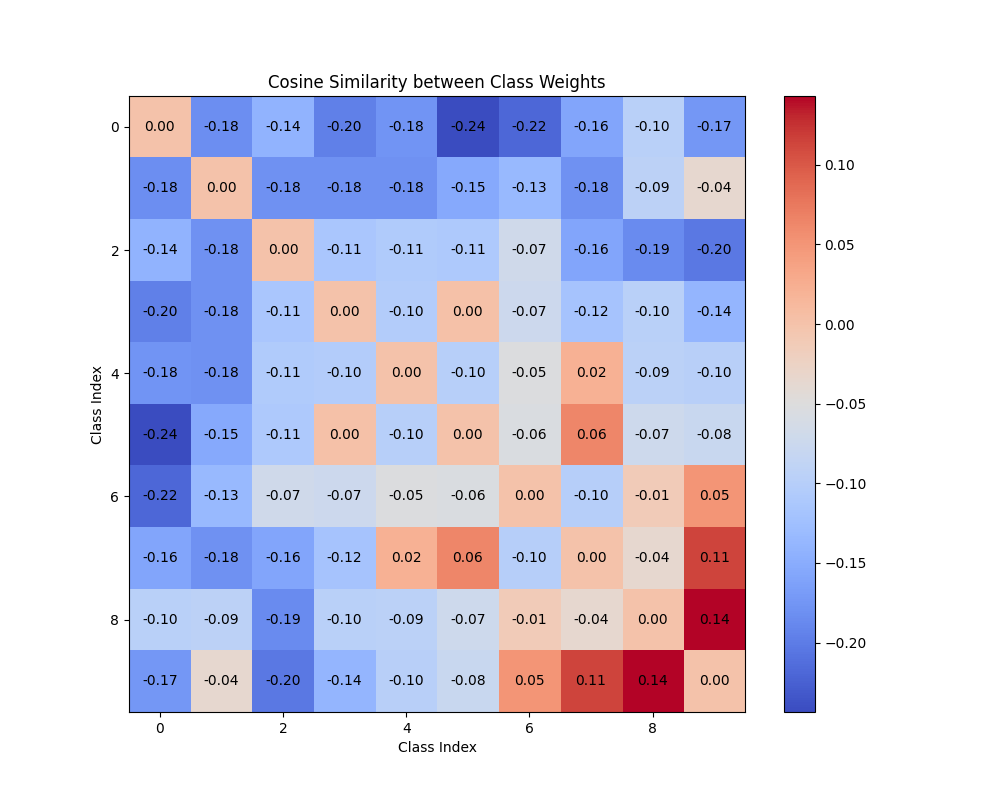 Cosine Similarity between Class Weights
0 0.00 -0.18 -0.14 -0.20 -0.18 -0.24 -0.22 -0.16 -0.10 -0.17
-0.18 0.00 -0.18 -0.18 -0.18 -0.15 -0.13 -0.18 -0.09 -0.04
2 -0.14 -0.18 0.00 -0.11 -0.11 -0.11 -0.07 -0.16 -0.19 -0.20
-0.20 -0.18 -0.11 0.00 -0.10 0.00 -0.07 -0.12 -0.10 -0.14
4 -0.18 -0.18 -0.11 -0.10 0.00 -0.10 -0.05 0.02 -0.09 -0.10
-0.24 -0.15 -0.11 0.00 -0.10 0.00 -0.06 0.06 -0.07 -0.08
6 -0.22 -0.13 -0.07 -0.07 -0.05 -0.06 0.00 -0.10 -0.01 0.05
-0.16 -0.18 -0.16 -0.12 0.02 0.06 -0.10 0.00 -0.04 0.11
8 -0.10 -0.09 -0.19 -0.10 -0.09 -0.07 -0.01 -0.04 0.00 0.14
-0.17 -0.04 -0.20 -0.14 -0.10 -0.08 0.05 0.11 0.14 0.00
0 2 4 6 8
Class Index
Class Index
0.10
0.05
0.00
−0.05
−0.10
−0.15
−0.20